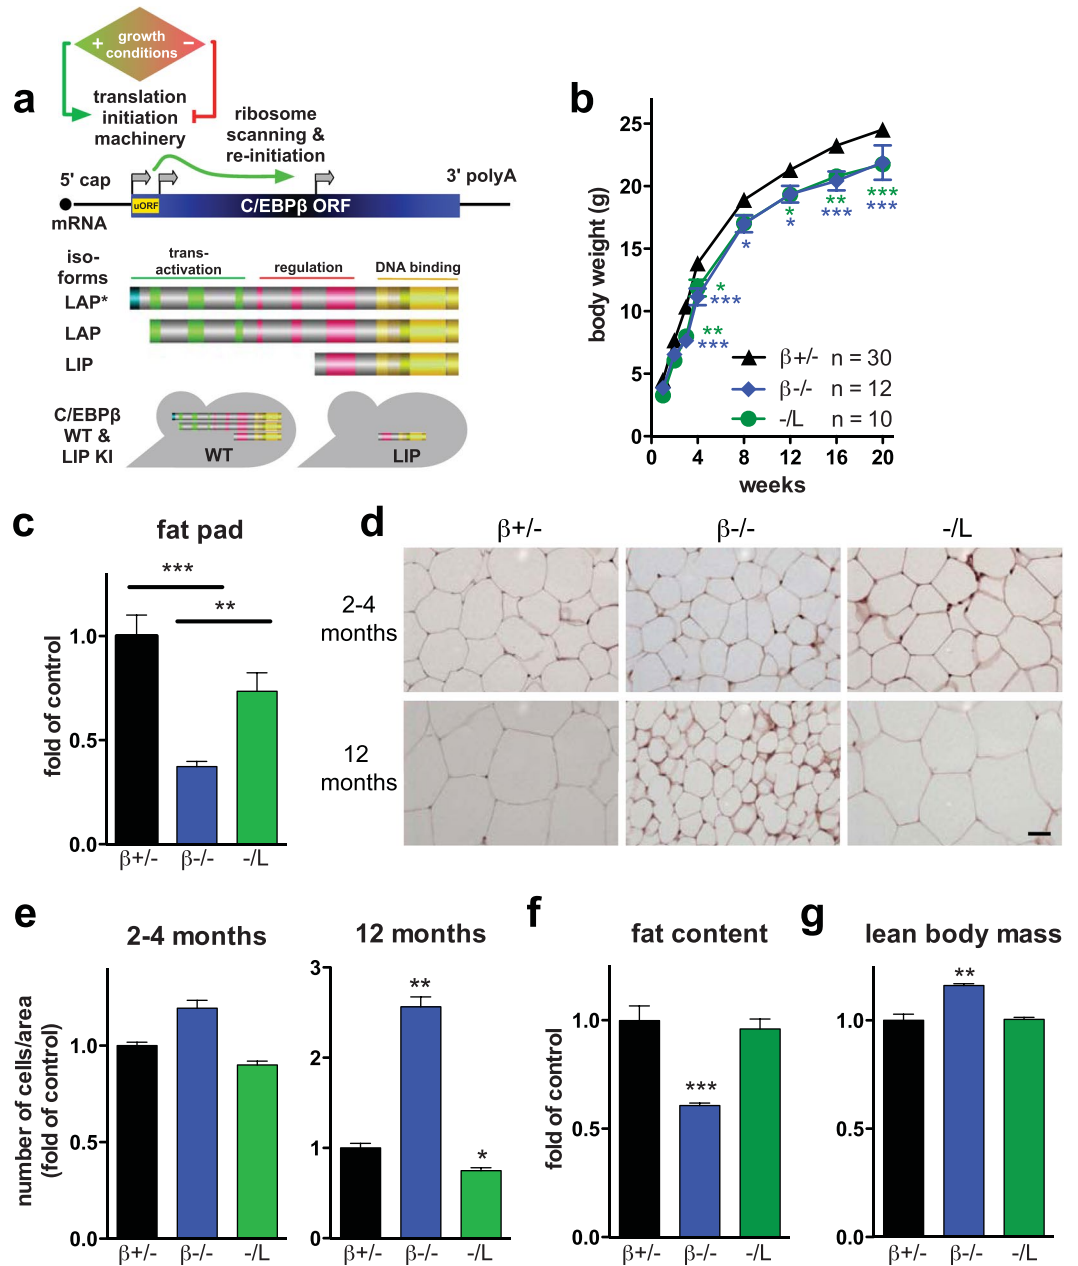 a
+ growth conditions −
translation
initiation
machinery
ribosome
scanning &
re-initiation
5' cap
3' polyA
uORF
C/EBPβ ORF
mRNA
iso-
forms
trans-
activation
regulation
DNA binding
LAP*
LAP
LIP
C/EBPβ
WT &
LIP KI
WT
LIP
b
body weight (g)
25
20
15
10
5
0
*
***
**
***
*
*
*
**
***
***
***
β+/- n = 30
β-/- n = 12
-/L n = 10
0 4 8 12 16 20
weeks
c
fat pad
***
**
fold of control
1.0
0.5
0.0
β+/- β-/- -/L
d
β+/- β-/- -/L
2-4
months
12
months
e
2-4 months
number of cells/area
(fold of control)
1.0
0.5
0.0
β+/- β-/- -/L
12 months
3
2
1
0
**
*
β+/- β-/- -/L
f
fat content
fold of control
1.0
0.5
0.0
***
β+/- β-/- -/L
g
lean body mass
1.0
0.5
0.0
**
β+/- β-/- -/L